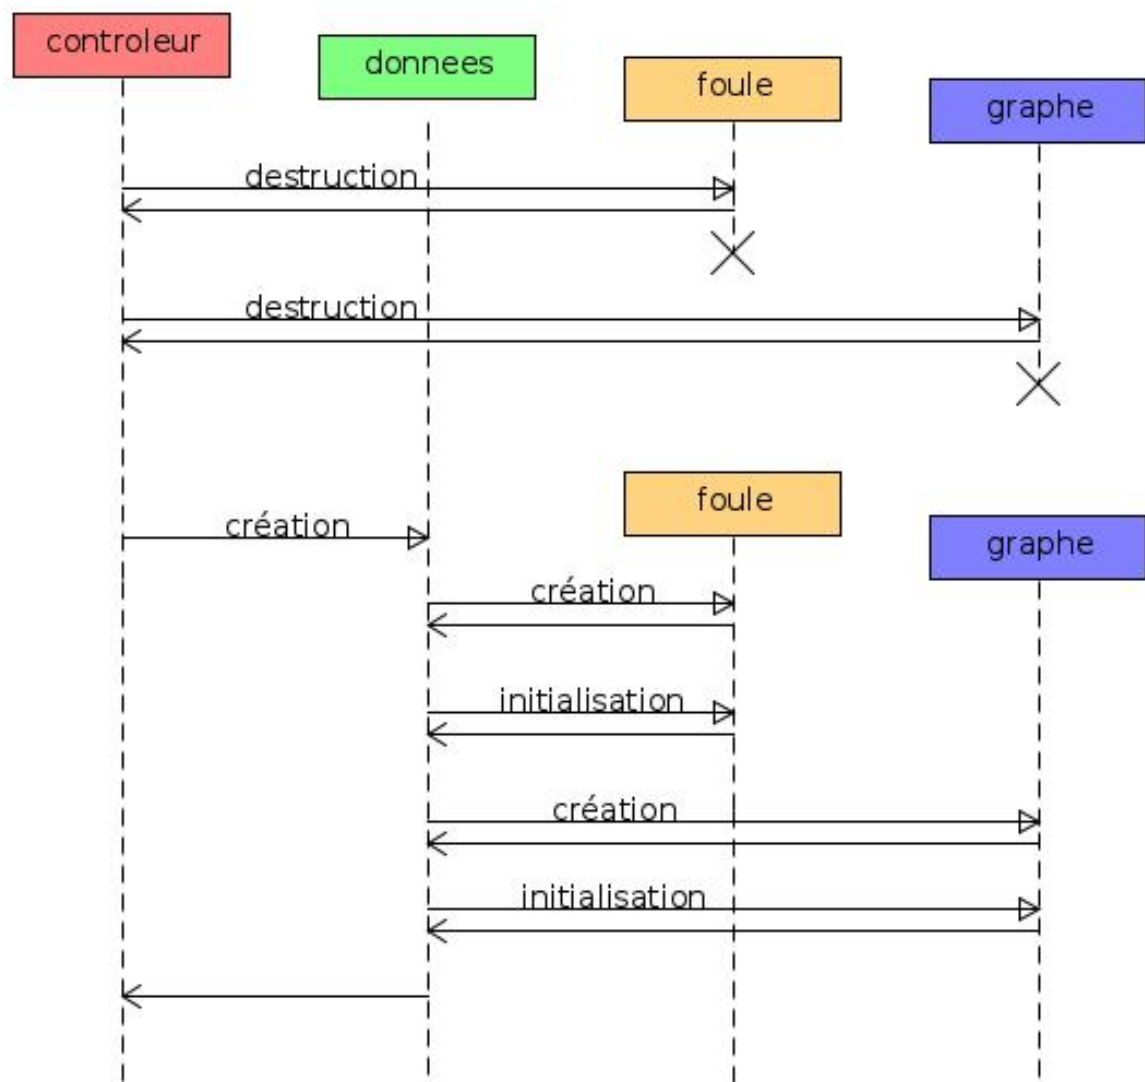 controleur
donnees
foule
graphe
destruction
destruction
foule
graphe
création
création
initialisation
création
initialisation